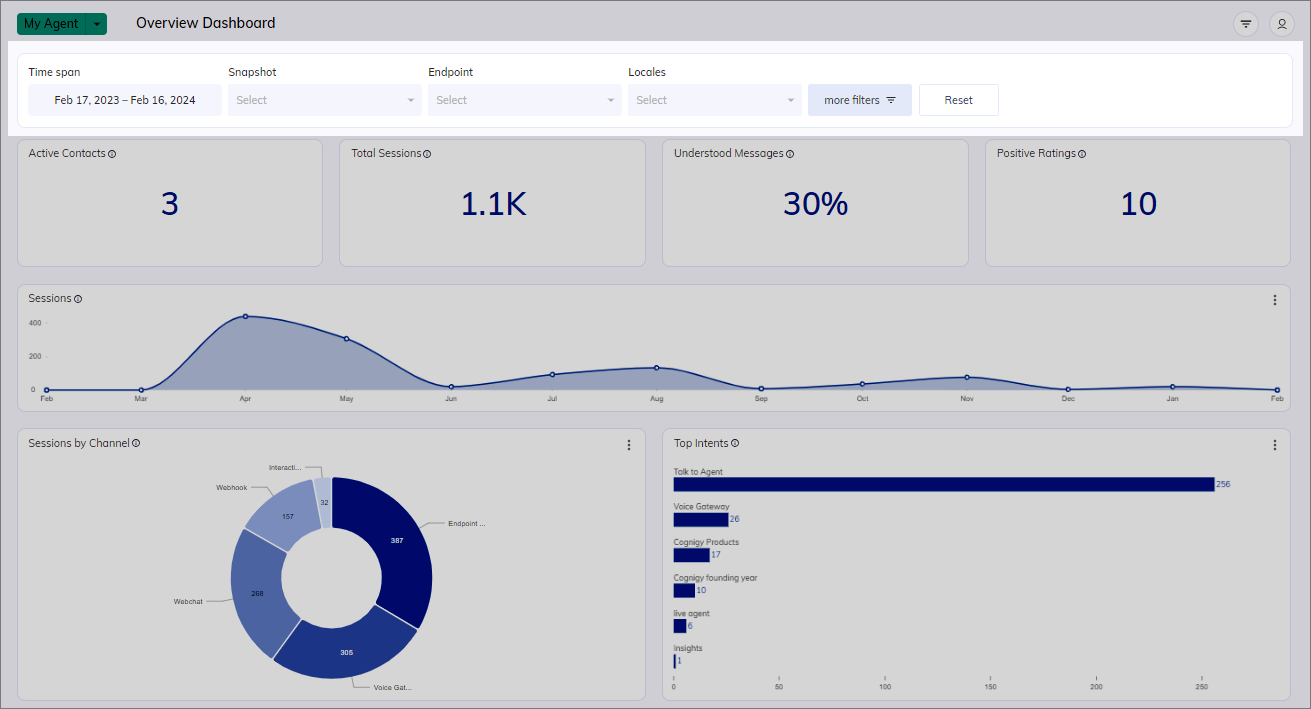 My Agent
Overview Dashboard
Time span
Snapshot
Endpoint
Locales
Feb 17, 2023 – Feb 16, 2024
Select
Select
Select
more filters
Reset
Active Contacts
Total Sessions
Understood Messages
Positive Ratings
3
1.1K
30%
10
Sessions
400
200
0
Feb
Mar
Apr
May
Jun
Jul
Aug
Sep
Oct
Nov
Dec
Jan
Feb
Sessions by Channel
Interacti...
Webhook
32
157
Endpoint ...
387
268
Webchat
305
Voice Gat...
Top Intents
Talk to Agent
256
Voice Gateway
26
Cognigy Products
17
Cognigy founding year
10
live agent
6
Insights
1
0
50
100
150
200
250